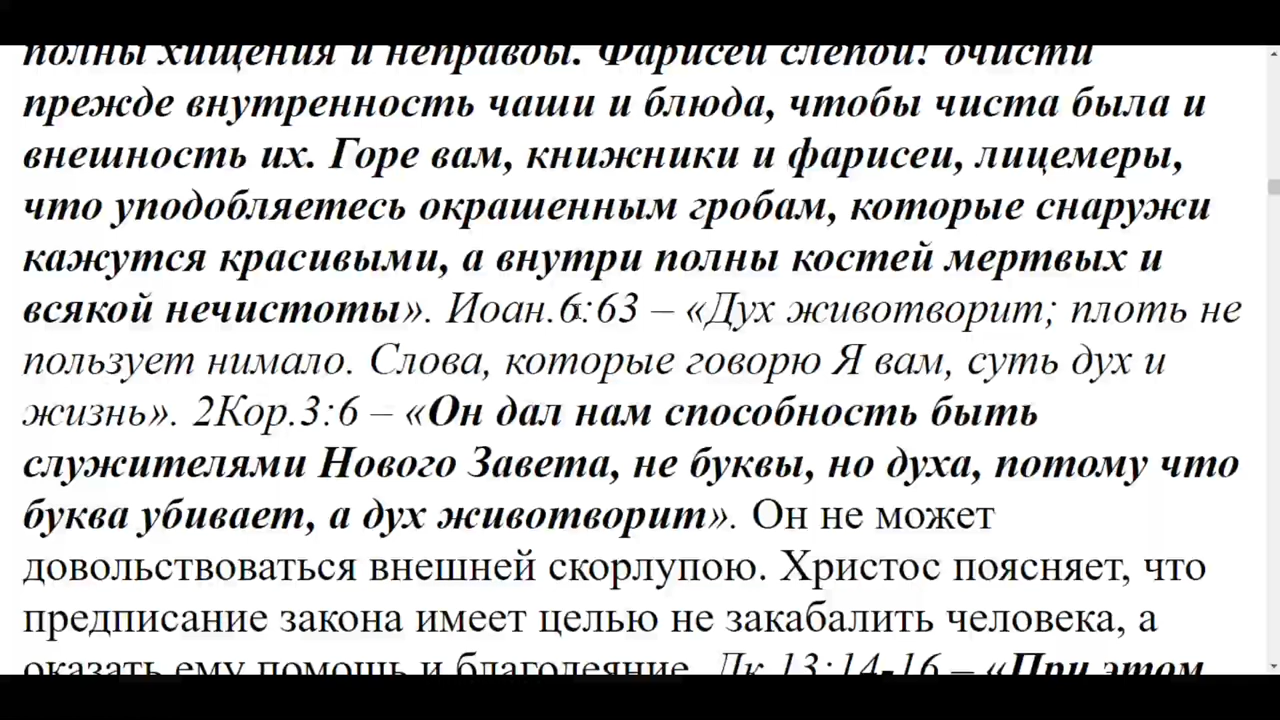 полны хищения и неправды. Фарисей слепой! очисти
прежде внутренность чаши и блюда, чтобы чиста была и
внешность их. Горе вам, книжники и фарисеи, лицемеры,
что уподобляетесь окрашенным гробам, которые снаружи
кажутся красивыми, а внутри полны костей мертвых и
всякой нечистоты». Иоан.6:63 – «Дух животворит; плоть не
пользует нимало. Слова, которые говорю Я вам, суть дух и
жизнь». 2Кор.3:6 – «Он дал нам способность быть
служителями Нового Завета, не буквы, но духа, потому что
буква убивает, а дух животворит». Он не может
довольствоваться внешней скорлупою. Христос поясняет, что
предписание закона имеет целью не закабалить человека, а
оказать ему помощь и благодеяние. Лк.13:14-16 – «При этом